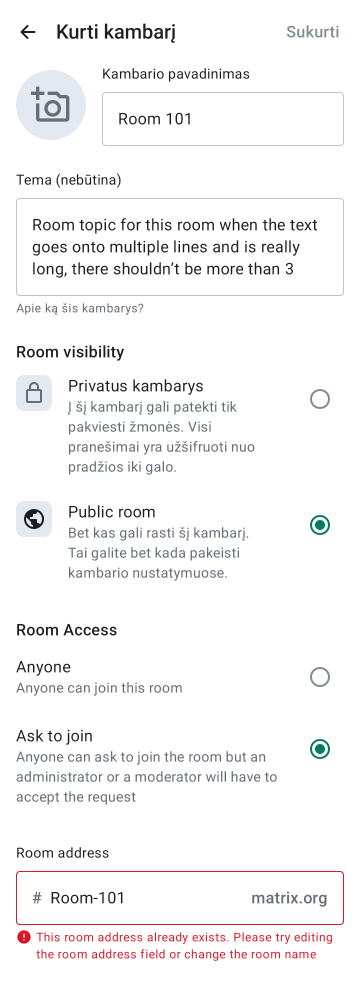 Kurti kambarį
Sukurti
Kambario pavadinimas
Room 101
Tema (nebūtina)
Room topic for this room when the text
goes onto multiple lines and is really
long, there shouldn’t be more than 3
Apie ką šis kambarys?
Room visibility
Privatus kambarys
Į šį kambarį gali patekti tik
pakviesti žmonės. Visi
pranešimai yra užšifruoti nuo
pradžios iki galo.
Public room
Bet kas gali rasti šį kambarį.
Tai galite bet kada pakeisti
kambario nustatymuose.
Room Access
Anyone
Anyone can join this room
Ask to join
Anyone can ask to join the room but an
administrator or a moderator will have to
accept the request
Room address
# Room-101 matrix.org
This room address already exists. Please try editing
the room address field or change the room name